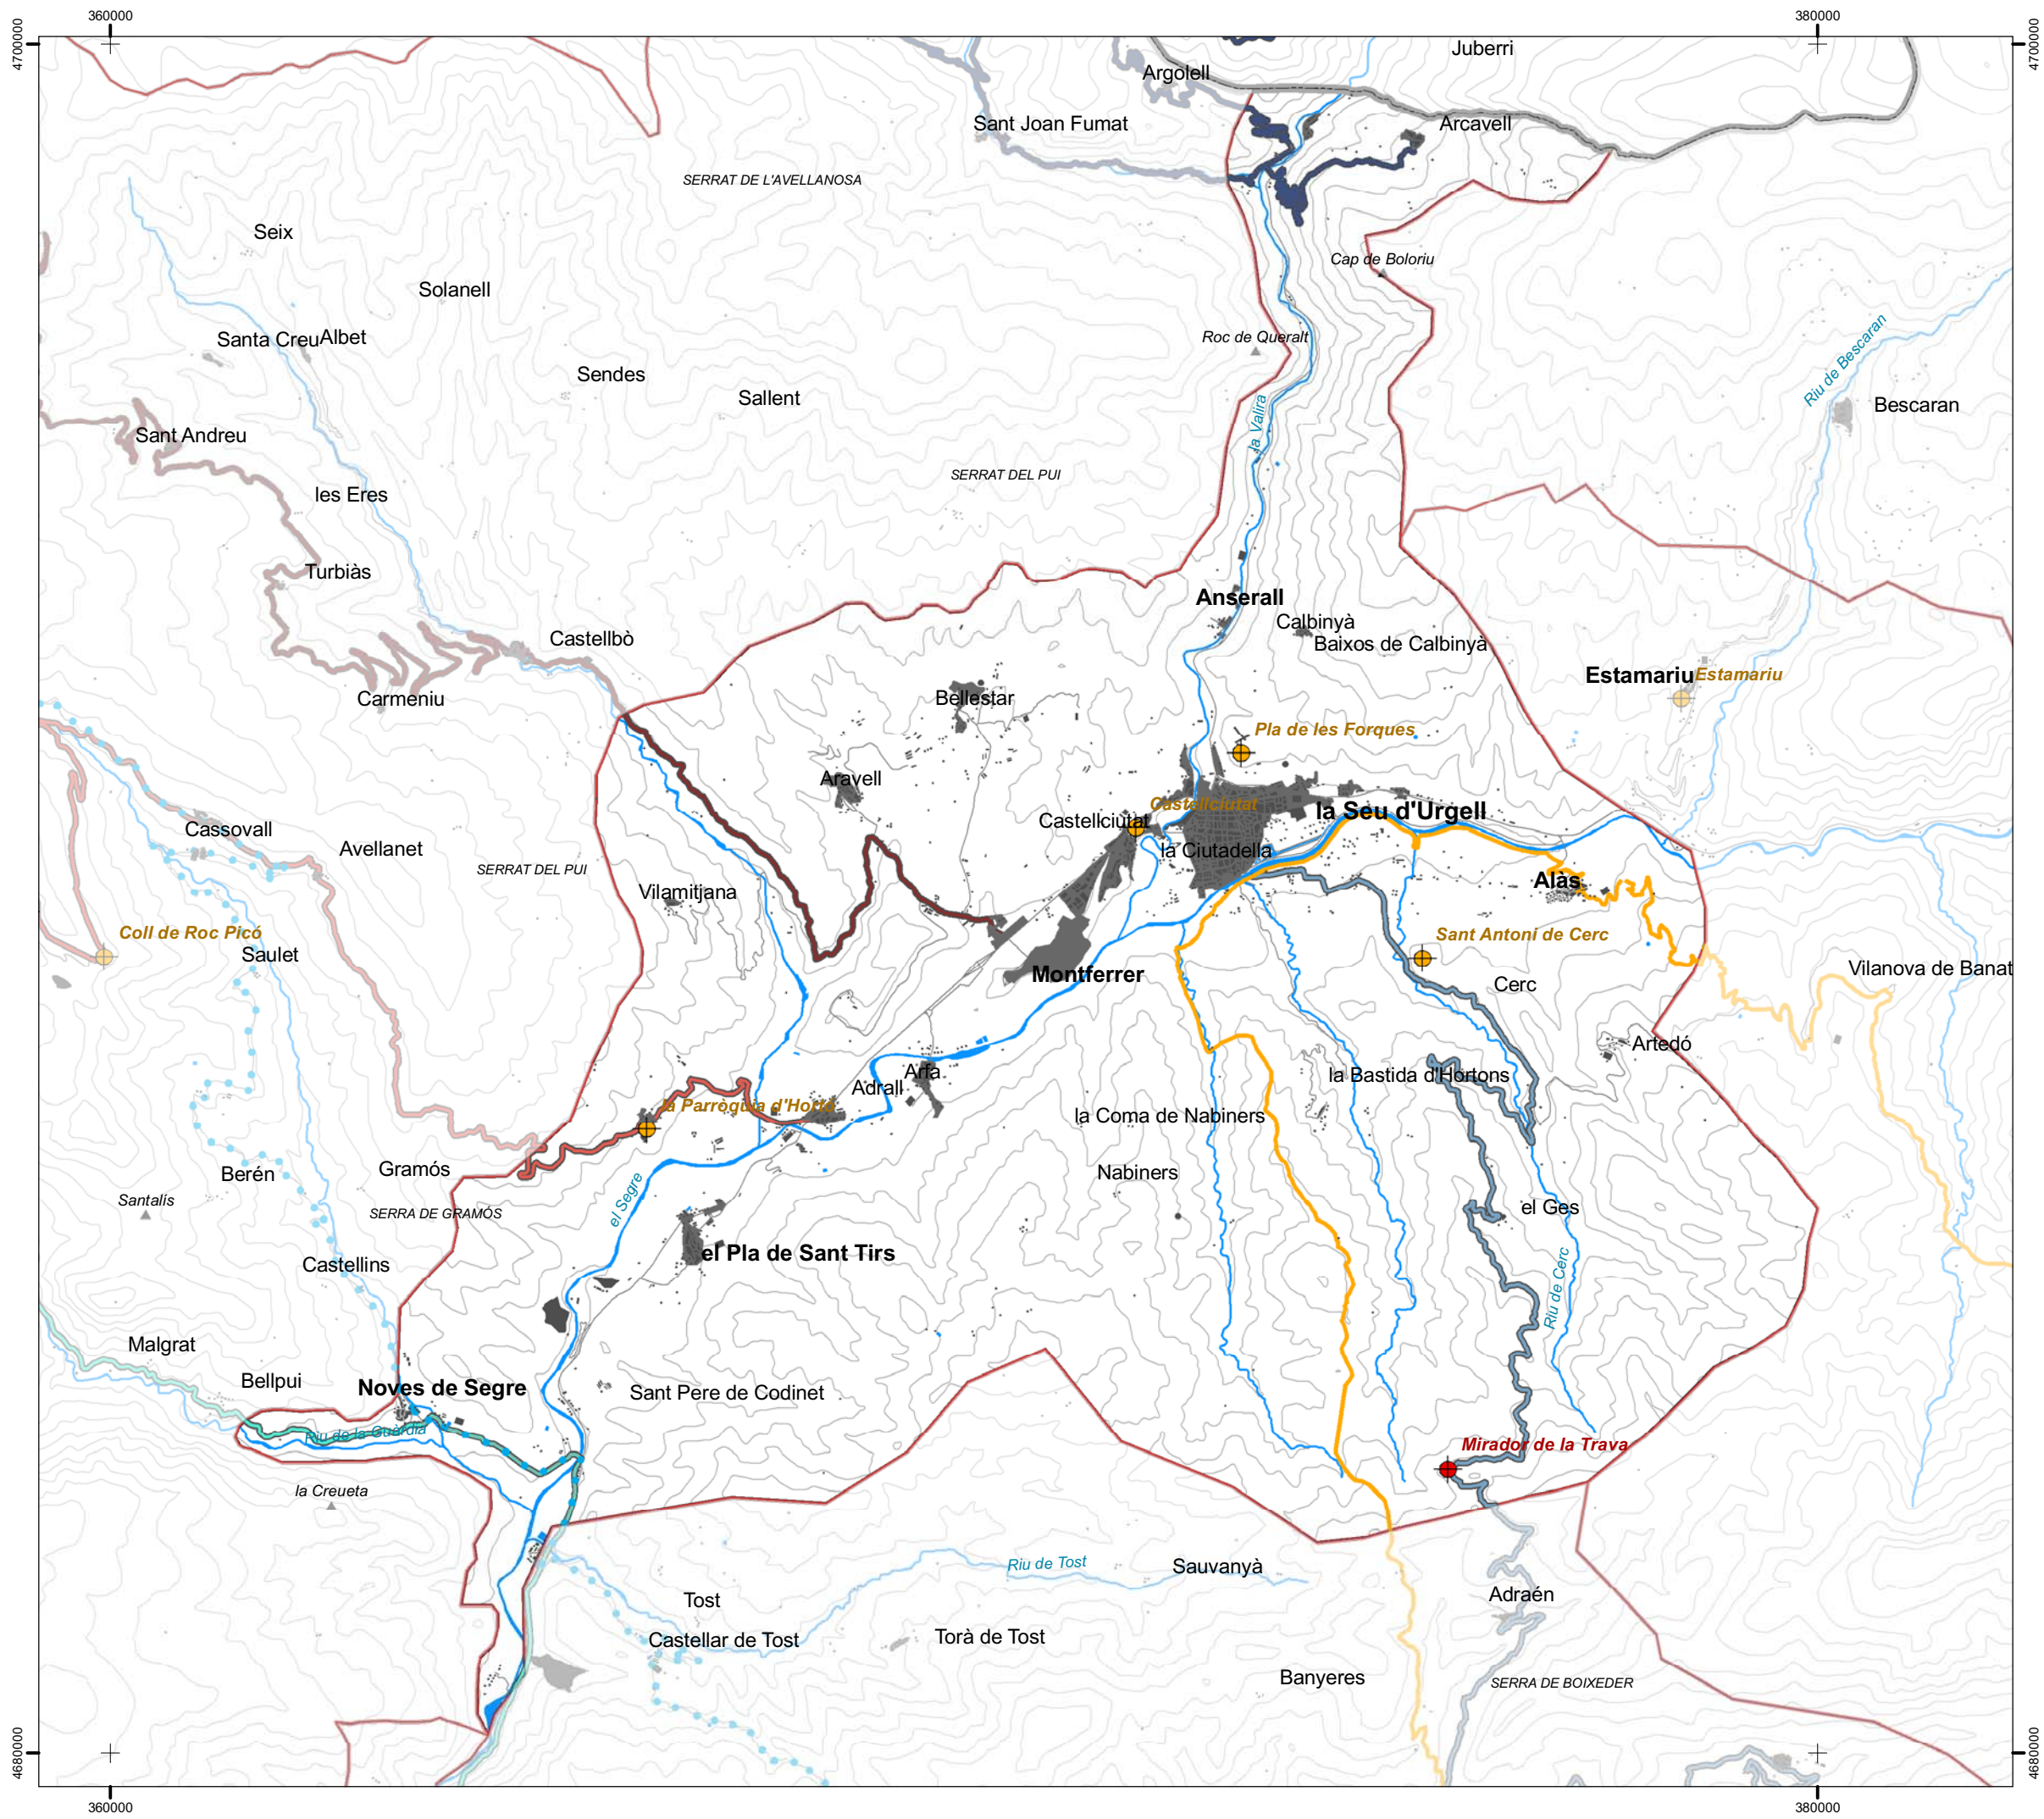 360000
380000
4700000
4700000
Juberri
Argolell
Sant Joan Fumat
Arcavell
SERRAT DE L'AVELLANOSA
Seix
Cap de Boloriu
Solanell
Santa Creu
Albet
Roc de Queralt
Riu de Bescaran
Sendes
Sallent
Bescaran
la Valira
Sant Andreu
SERRAT DEL PUI
les Eres
Turbiàs
Anserall
Calbinyà
Castellbò
Baixos de Calbinyà
Estamariu
Estamariu
Carmeniu
Bellestar
Pla de les Forques
Aravell
Castellciutat
la Seu d'Urgell
Castellciutat
Cassovall
Avellanet
la Ciutadella
SERRAT DEL PUI
Alàs
Vilamitjana
Coll de Roc Picó
Sant Antoni de Cerc
Saulet
Montferrer
Vilanova de Banat
Cerc
Artedó
Arfa
la Bastida d'Hortons
Adrall
la Parròquia d'Hortó
la Coma de Nabiners
Gramós
Berén
Nabiners
Santalís
el Segre
SERRA DE GRAMÓS
el Ges
el Pla de Sant Tirs
Castellins
Riu de Cerc
Malgrat
Bellpui
Noves de Segre
Sant Pere de Codinet
Riu de la Guàrdia
Mirador de la Trava
la Creueta
Riu de Tost
Sauvanyà
Tost
Adraén
Castellar de Tost
Torà de Tost
Banyeres
SERRA DE BOIXEDER
4680000
4680000
360000
380000